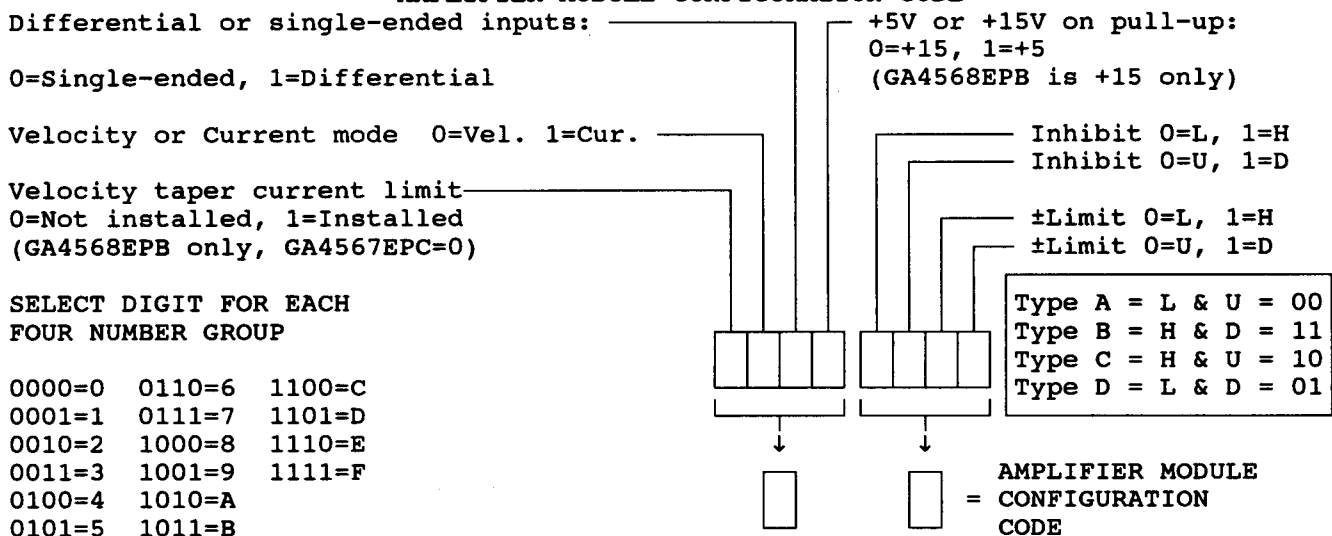 Differential or single-ended inputs:
0=Single-ended, 1=Differential
Velocity or Current mode 0=Vel. 1=Cur.
Velocity taper current limit
0=Not installed, 1=Installed
(GA4568EPB only, GA4567EPC=0)
SELECT DIGIT FOR EACH
FOUR NUMBER GROUP
0000=0 0110=6 1100=C
0001=1 0111=7 1101=D
0010=2 1000=8 1110=E
0011=3 1001=9 1111=F
0100=4 1010=A
0101=5 1011=B
+5V or +15V on pull-up:
0=+15, 1=+5
(GA4568EPB is +15 only)
Inhibit 0=L, 1=H
Inhibit 0=U, 1=D
±Limit 0=L, 1=H
±Limit 0=U, 1=D
Type A = L & U = 00
Type B = H & D = 11
Type C = H & U = 10
Type D = L & D = 01
AMPLIFIER MODULE
= CONFIGURATION
CODE